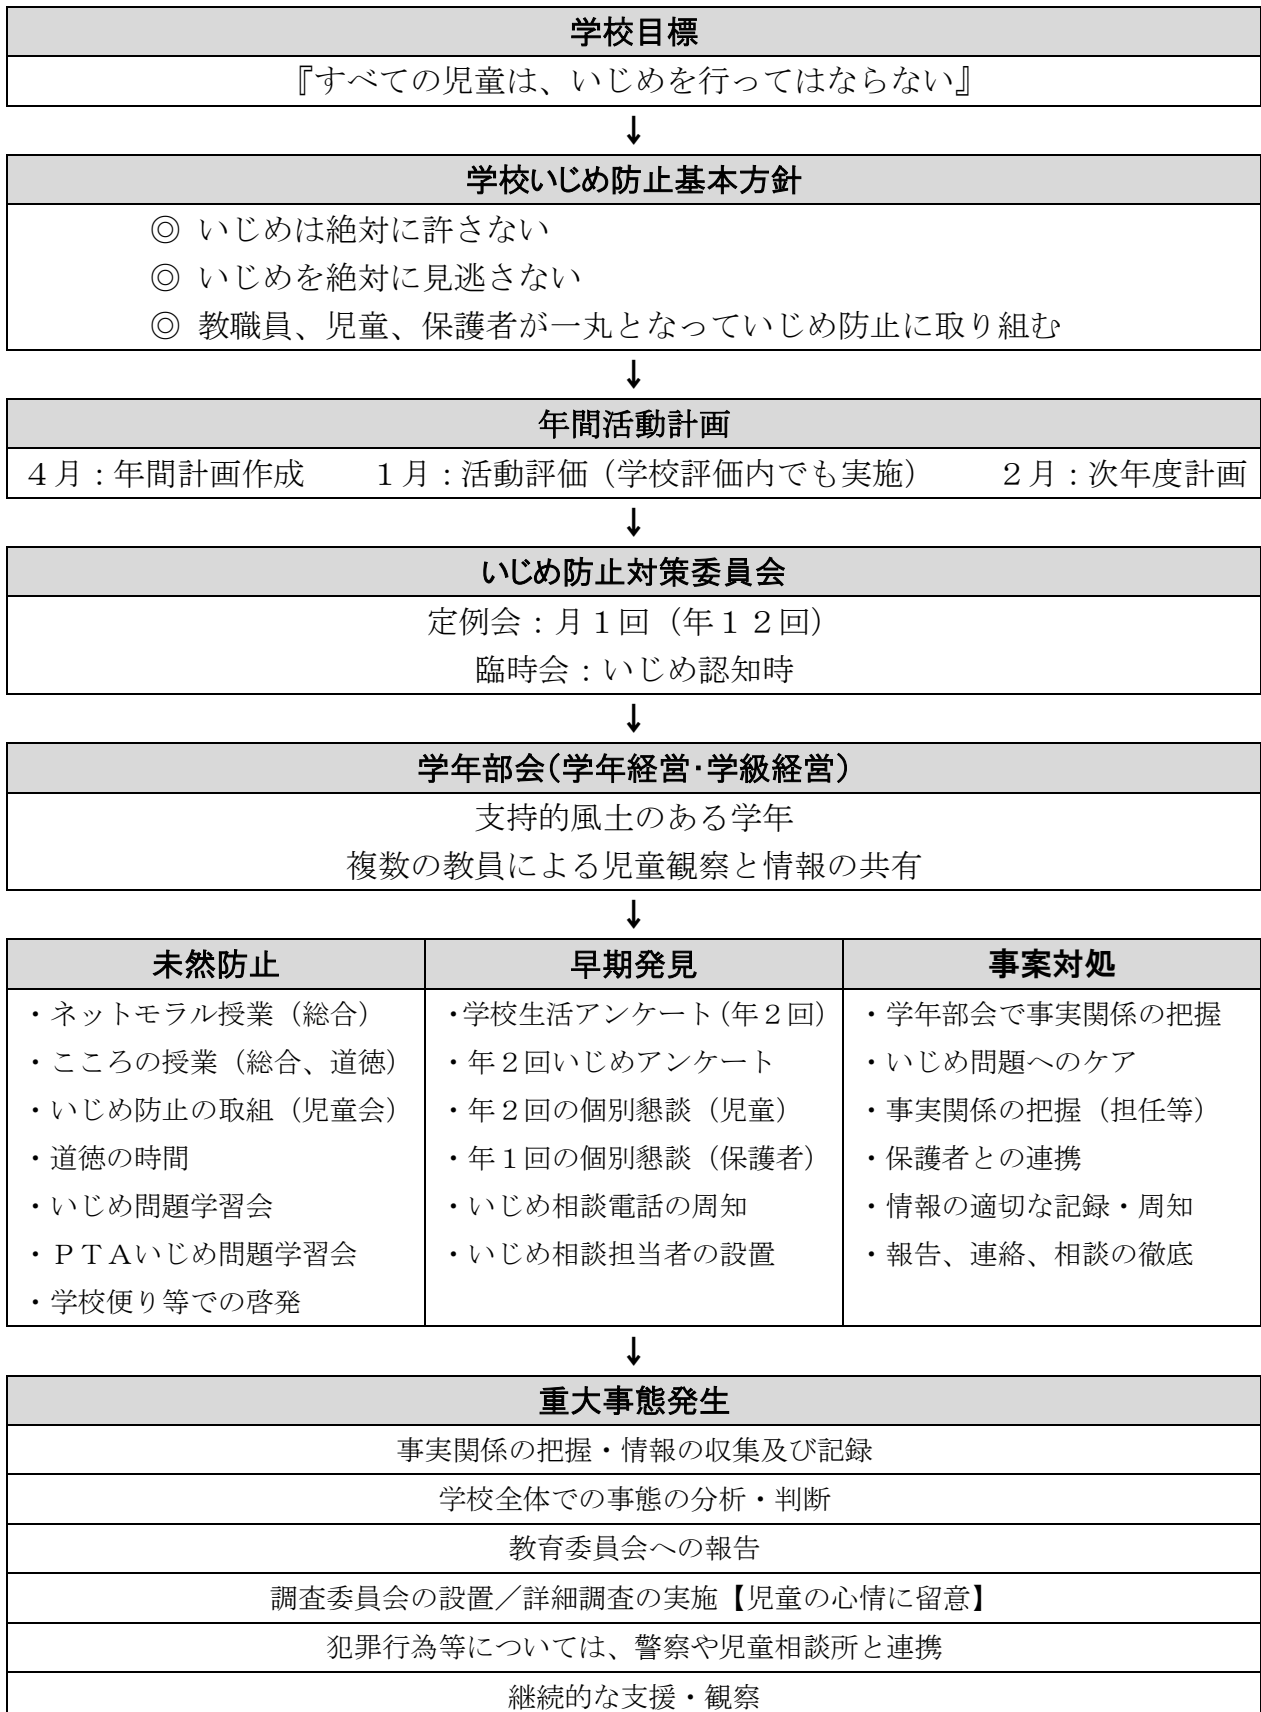 学校目標
『すべての児童は、いじめを行ってはならない』
↓
学校いじめ防止基本方針
◎ いじめは絶対に許さない
◎ いじめを絶対に見逃さない
◎ 教職員、児童、保護者が一丸となっていじめ防止に取り組む
↓
年間活動計画
４月：年間計画作成　　１月：活動評価（学校評価内でも実施）　　２月：次年度計画
↓
いじめ防止対策委員会
定例会：月１回（年１２回）
臨時会：いじめ認知時
↓
学年部会（学年経営・学級経営）
支持的風土のある学年
複数の教員による児童観察と情報の共有
↓
未然防止
・ネットモラル授業（総合）
・こころの授業（総合、道徳）
・いじめ防止の取組（児童会）
・道徳の時間
・いじめ問題学習会
・ＰＴＡいじめ問題学習会
・学校便り等での啓発
早期発見
・学校生活アンケート（年２回）
・年２回いじめアンケート
・年２回の個別懇談（児童）
・年１回の個別懇談（保護者）
・いじめ相談電話の周知
・いじめ相談担当者の設置
事案対処
・学年部会で事実関係の把握
・いじめ問題へのケア
・事実関係の把握（担任等）
・保護者との連携
・情報の適切な記録・周知
・報告、連絡、相談の徹底
↓
重大事態発生
事実関係の把握・情報の収集及び記録
学校全体での事態の分析・判断
教育委員会への報告
調査委員会の設置／詳細調査の実施【児童の心情に留意】
犯罪行為等については、警察や児童相談所と連携
継続的な支援・観察